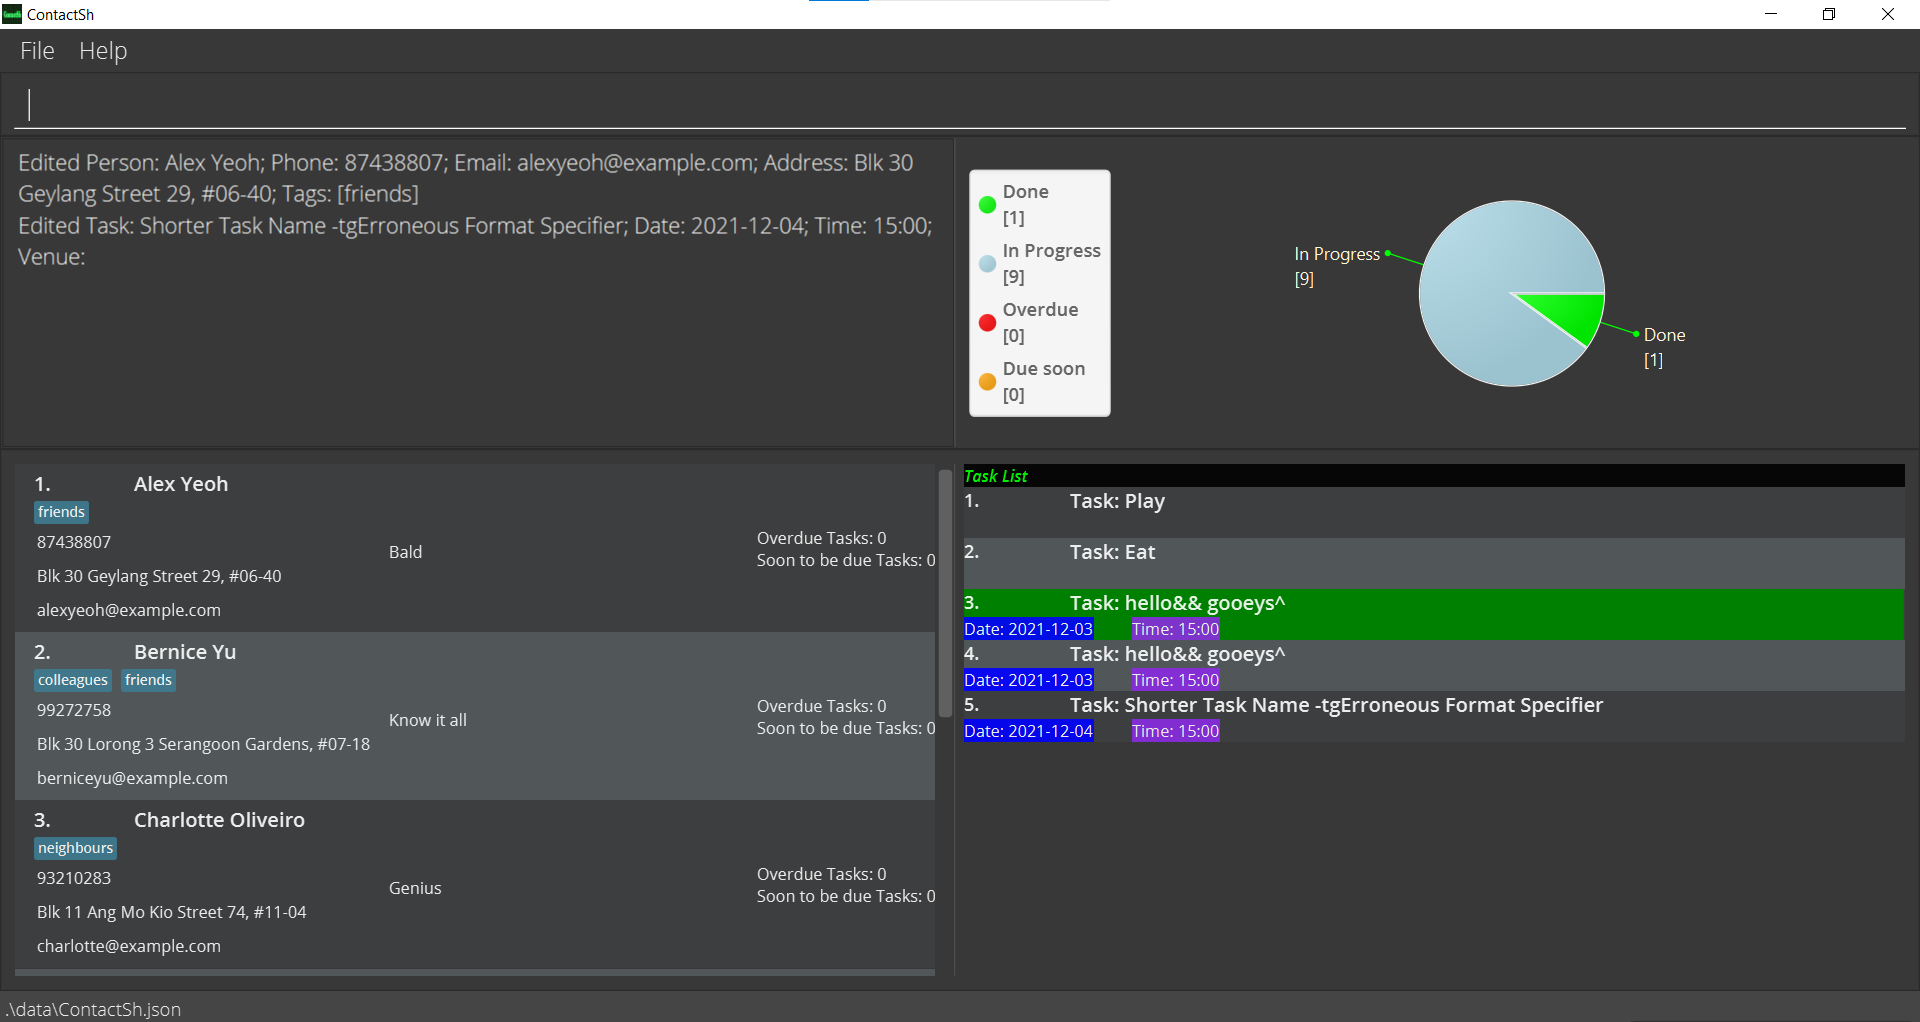 ContactSh
File Help
Edited Person: Alex Yeoh; Phone: 87438807; Email: alexyeoh@example.com; Address: Blk 30
Geylang Street 29, #06-40; Tags: [friends]
Edited Task: Shorter Task Name -tgErroneous Format Specifier; Date: 2021-12-04; Time: 15:00;
Venue:
Done
[1]
In Progress
[9]
Overdue
[0]
Due soon
[0]
In Progress
[9]
Done
[1]
1. Alex Yeoh
friends
87438807
Blk 30 Geylang Street 29, #06-40
alexyeoh@example.com
Bald
Overdue Tasks: 0
Soon to be due Tasks: 0
2. Bernice Yu
colleagues friends
99272758
Blk 30 Lorong 3 Serangoon Gardens, #07-18
berniceyu@example.com
Know it all
Overdue Tasks: 0
Soon to be due Tasks: 0
3. Charlotte Oliveiro
neighbours
93210283
Blk 11 Ang Mo Kio Street 74, #11-04
charlotte@example.com
Genius
Overdue Tasks: 0
Soon to be due Tasks: 0
Task List
1. Task: Play
2. Task: Eat
3. Task: hello&& gooeys^
Date: 2021-12-03 Time: 15:00
4. Task: hello&& gooeys^
Date: 2021-12-03 Time: 15:00
5. Task: Shorter Task Name -tgErroneous Format Specifier
Date: 2021-12-04 Time: 15:00
.\data\ContactSh.json